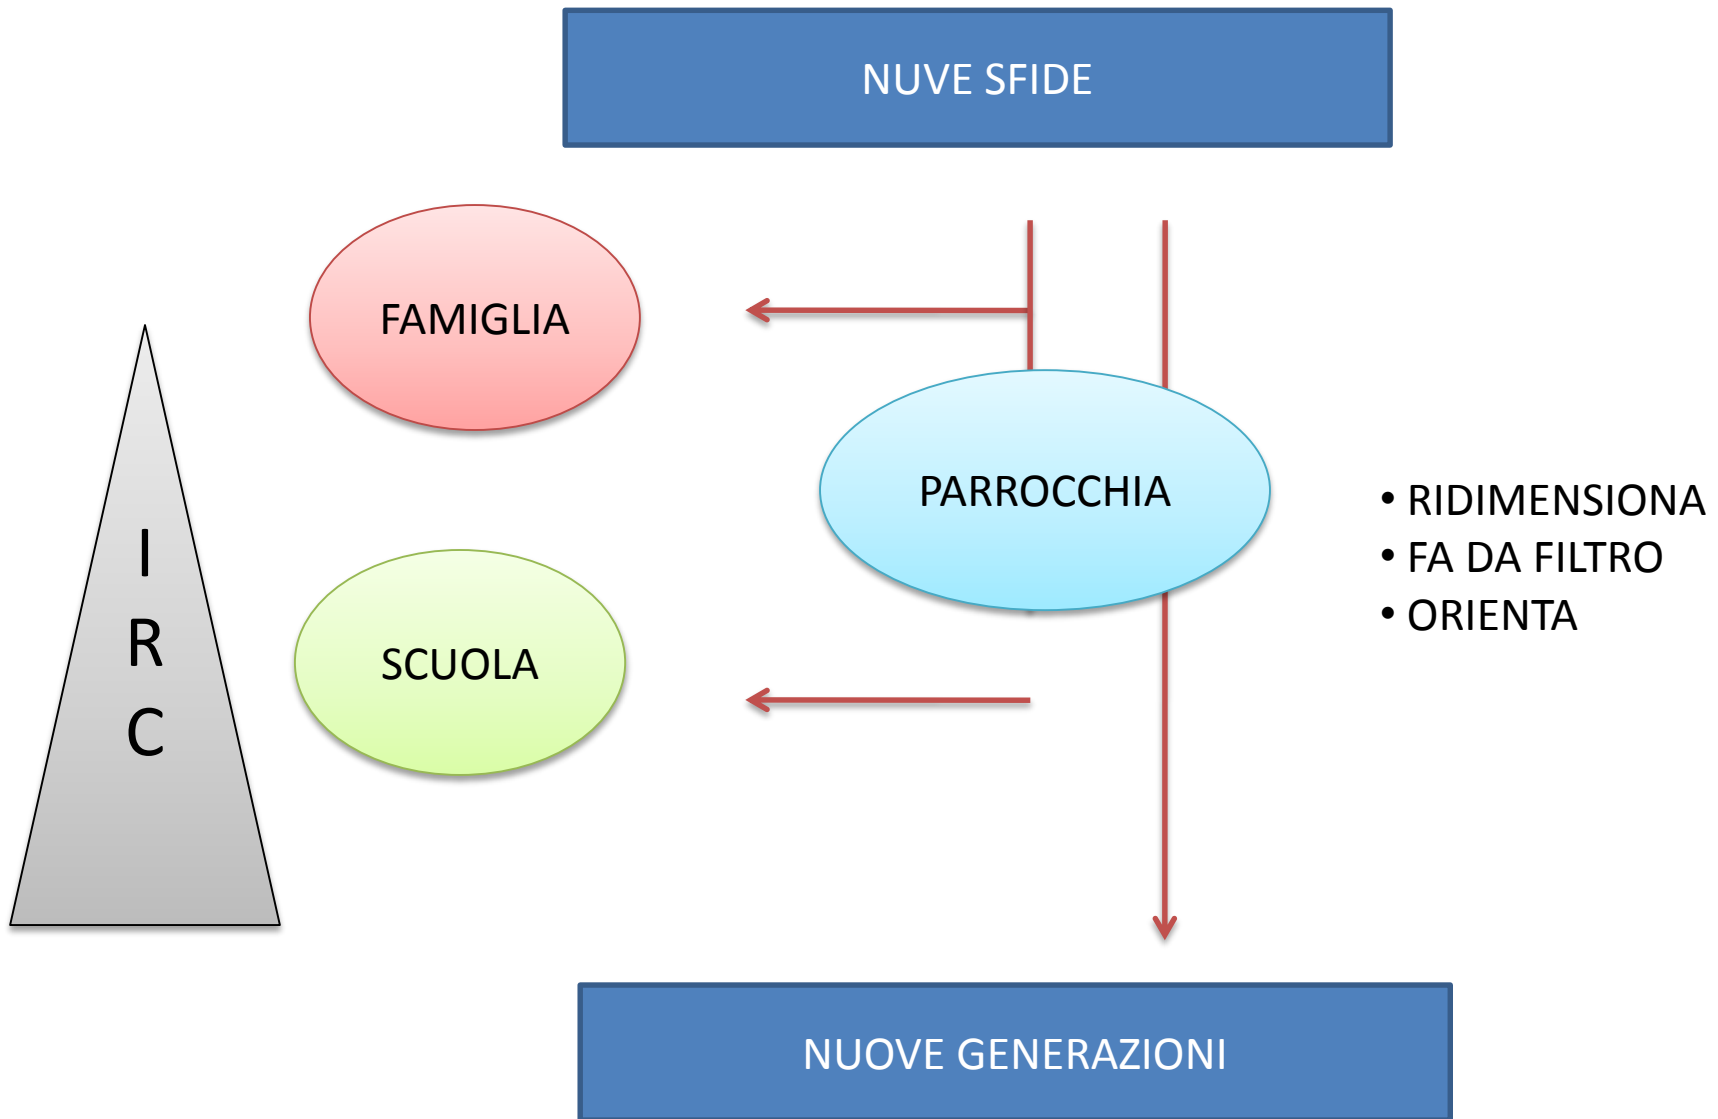 NUVE SFIDE
FAMIGLIA
PARROCCHIA
• RIDIMENSIONA
• FA DA FILTRO
• ORIENTA
I
R
C
SCUOLA
NUOVE GENERAZIONI